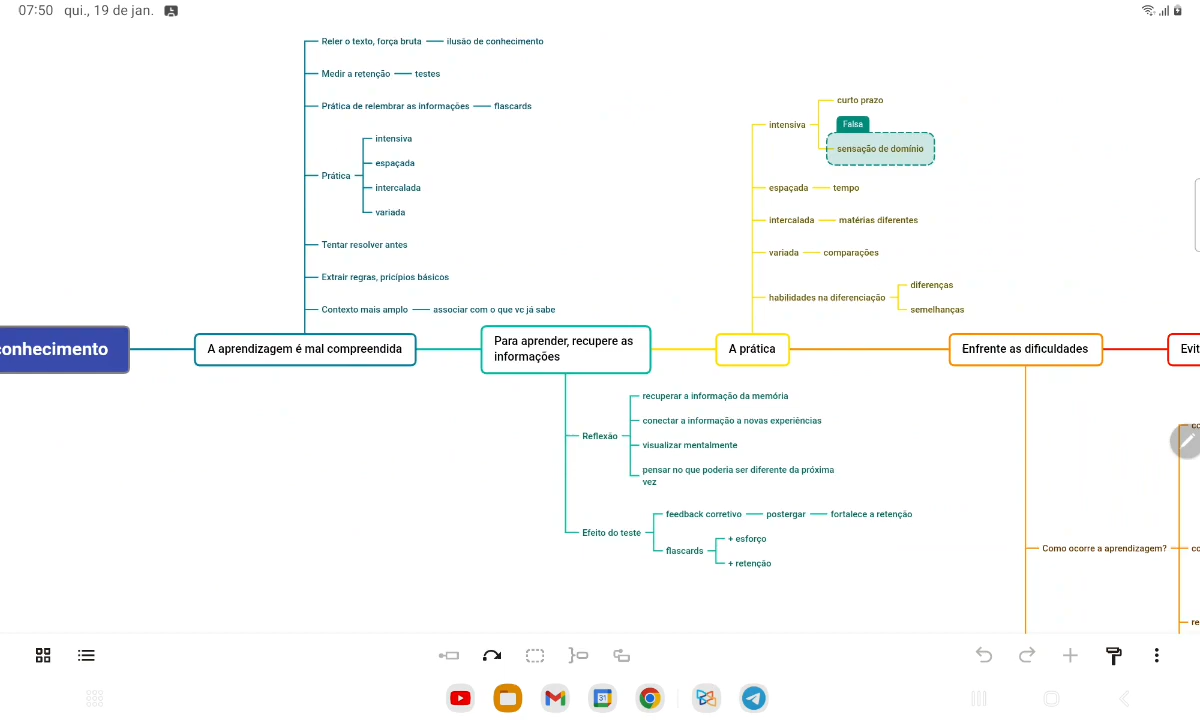 07:50 qui., 19 de jan.
Reler o texto, força bruta
ilusão de conhecimento
Medir a retenção
testes
Prática de relembrar as informações
flascards
Prática
intensiva
espaçada
intercalada
variada
Tentar resolver antes
Extrair regras, pricípios básicos
Contexto mais amplo
associar com o que vc já sabe
intensiva
curto prazo
Falsa
sensação de domínio
espaçada
tempo
intercalada
matérias diferentes
variada
comparações
habilidades na diferenciação
diferenças
semelhanças
conhecimento
A aprendizagem é mal compreendida
Para aprender, recupere as
informações
A prática
Enfrente as dificuldades
Evit
Reflexão
recuperar a informação da memória
conectar a informação a novas experiências
visualizar mentalmente
pensar no que poderia ser diferente da próxima
vez
Efeito do teste
feedback corretivo
postergar
fortalece a retenção
flascards
+ esforço
+ retenção
Como ocorre a aprendizagem?
co
co
re
31